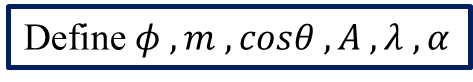 Define ϕ , m , cosθ , A , λ , α